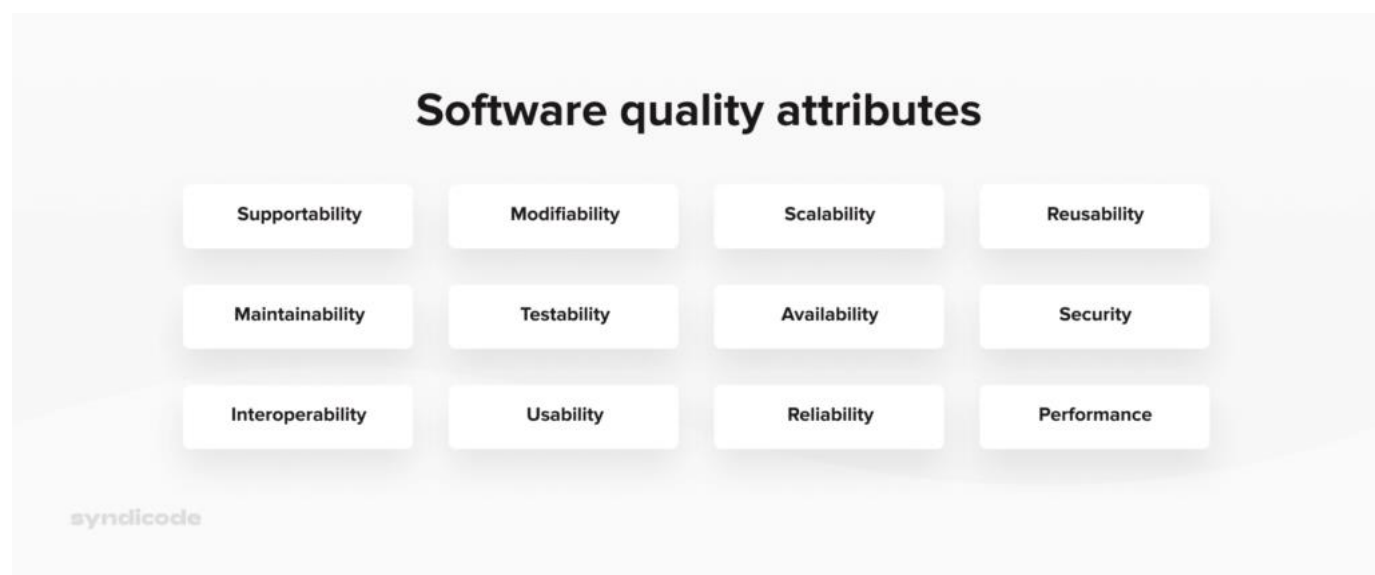 Software quality attributes
Supportability
Modifiability
Scalability
Reusability
Maintainability
Testability
Availability
Security
Interoperability
Usability
Reliability
Performance
syndicode